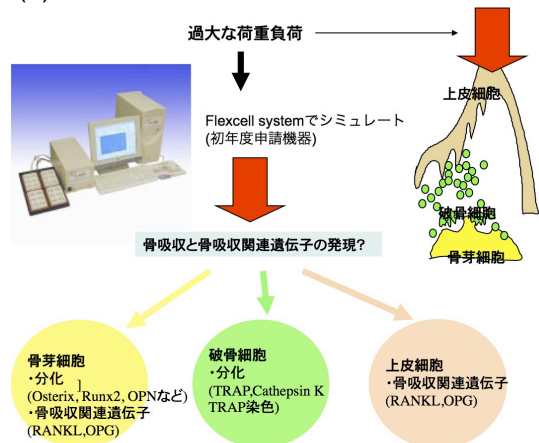 過大な荷重負荷
上皮細胞
Flexcell systemでシミュレート
(初年度申請機器)
破骨細胞
骨芽細胞
骨吸収と骨吸収関連遺伝子の発現?
骨芽細胞
・分化
]
(Osterix, Runx2, OPNなど)
・骨吸収関連遺伝子
(RANKL,OPG)
破骨細胞
・分化
(TRAP,Cathepsin K
TRAP染色)
上皮細胞
・骨吸収関連遺伝子
(RANKL,OPG)